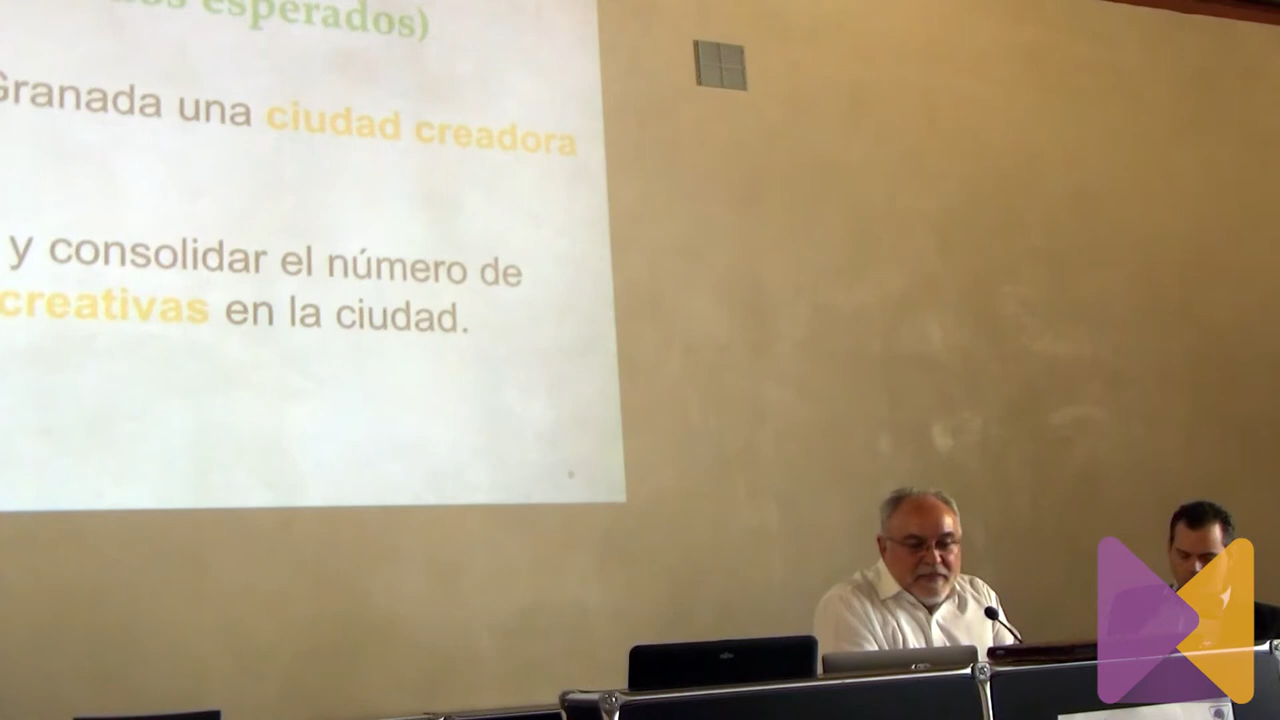 esperados)
Granada una ciudad creadora
y consolidar el número de
creativas en la ciudad.